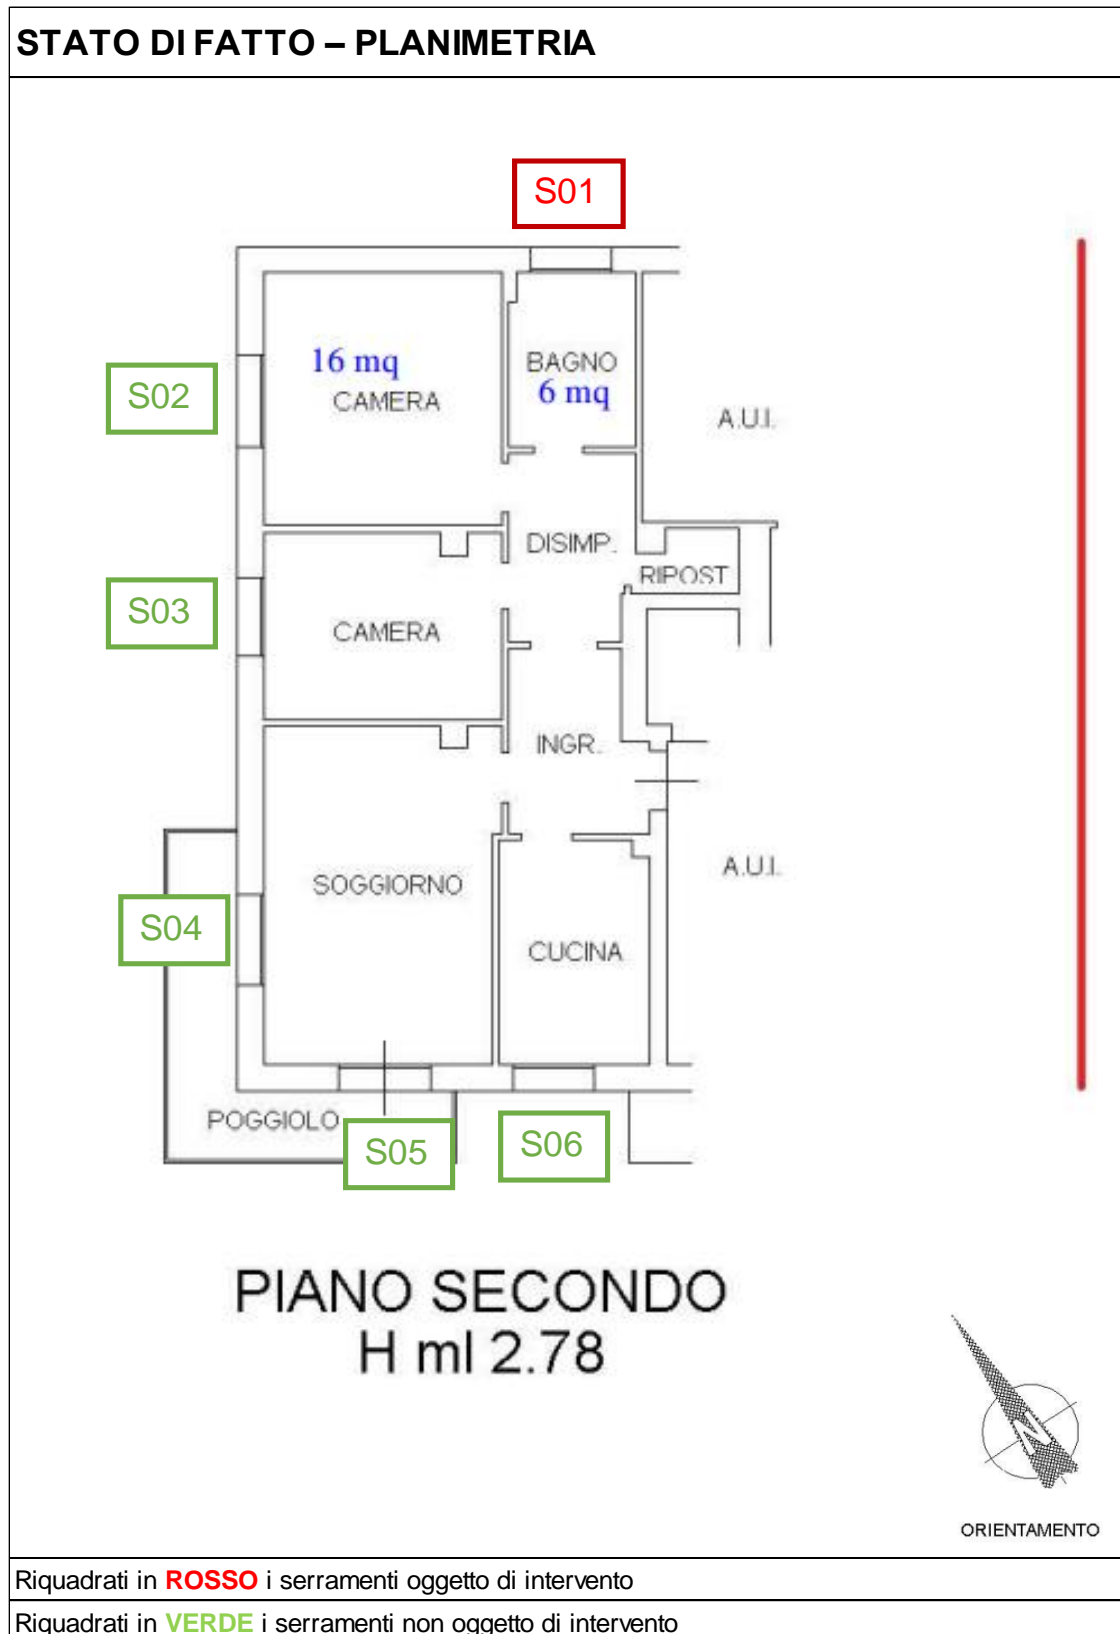 STATO DI FATTO – PLANIMETRIA
S01
16 mq
CAMERA
BAGNO
6 mq
S02
A.U.I.
DISIMP.
RIPOST
S03
CAMERA
INGR.
SOGGIORNO
A.U.I.
S04
CUCINA
POGGIOLO
S05
S06
PIANO SECONDO
H ml 2.78
N
ORIENTAMENTO
Riquadrati in ROSSO i serramenti oggetto di intervento
Riquadrati in VERDE i serramenti non oggetto di intervento